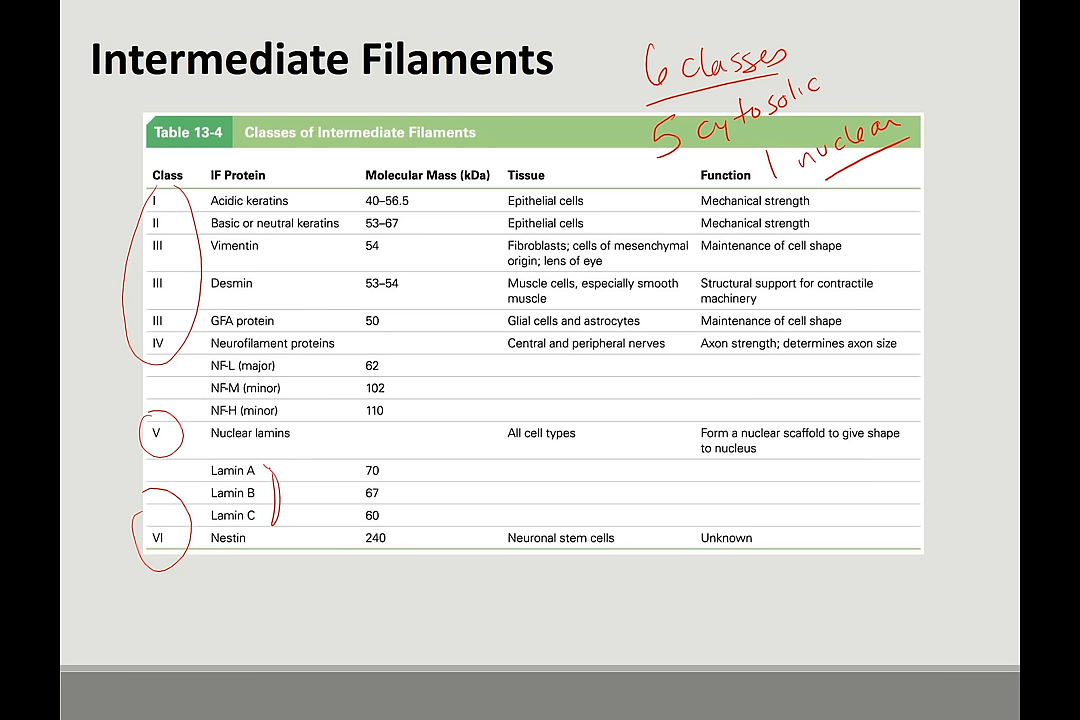 Intermediate Filaments
6 classes
5 cytosolic
1 nuclear
Table 13-4 Classes of Intermediate Filaments
Class IF Protein Molecular Mass (kDa) Tissue Function
I Acidic keratins 40–56.5 Epithelial cells Mechanical strength
II Basic or neutral keratins 53–67 Epithelial cells Mechanical strength
III Vimentin 54 Fibroblasts; cells of mesenchymal Maintenance of cell shape
origin; lens of eye
III Desmin 53–54 Muscle cells, especially smooth Structural support for contractile
muscle machinery
III GFA protein 50 Glial cells and astrocytes Maintenance of cell shape
IV Neurofilament proteins Central and peripheral nerves Axon strength; determines axon size
NF-L (major) 62
NF-M (minor) 102
NF-H (minor) 110
V Nuclear lamins All cell types Form a nuclear scaffold to give shape
to nucleus
Lamin A 70
Lamin B 67
Lamin C 60
VI Nestin 240 Neuronal stem cells Unknown